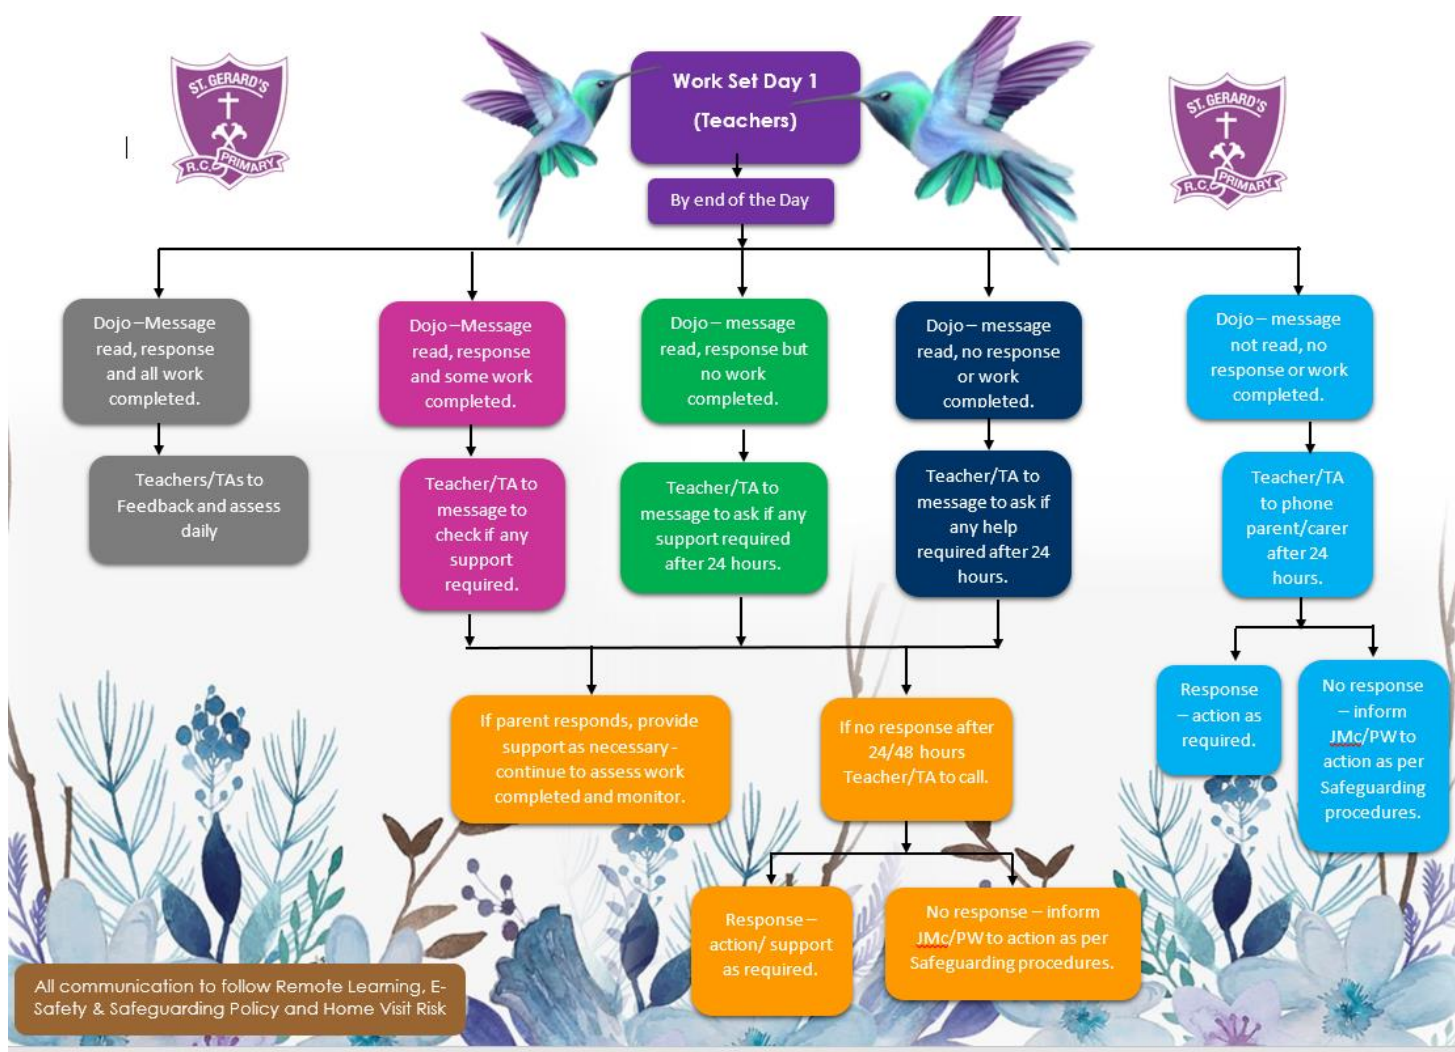 ST. GERARD'S
R.C. PRIMARY
Work Set Day 1
(Teachers)
ST. GERARD'S
R.C. PRIMARY
By end of the Day
Dojo –Message
read, response
and all work
completed.
Dojo –Message
read, response
and some work
completed.
Dojo – message
read, response but
no work
completed.
Dojo – message
read, no response
or work
completed.
Dojo – message
not read, no
response or work
completed.
Teachers/TAs to
Feedback and assess
daily
Teacher/TA to
message to
check if any
support
required.
Teacher/TA to
message to ask if any
support required
after 24 hours.
Teacher/TA to
message to ask if
any help
required after 24
hours.
Teacher/TA
to phone
parent/carer
after 24
hours.
If parent responds, provide
support as necessary -
continue to assess work
completed and monitor.
If no response after
24/48 hours
Teacher/TA to call.
Response
– action as
required.
No response
– inform
JMc/PW to
action as per
Safeguarding
procedures.
Response –
action/ support
as required.
No response – inform
JMc/PW to action as per
Safeguarding procedures.
All communication to follow Remote Learning, E-
Safety & Safeguarding Policy and Home Visit Risk